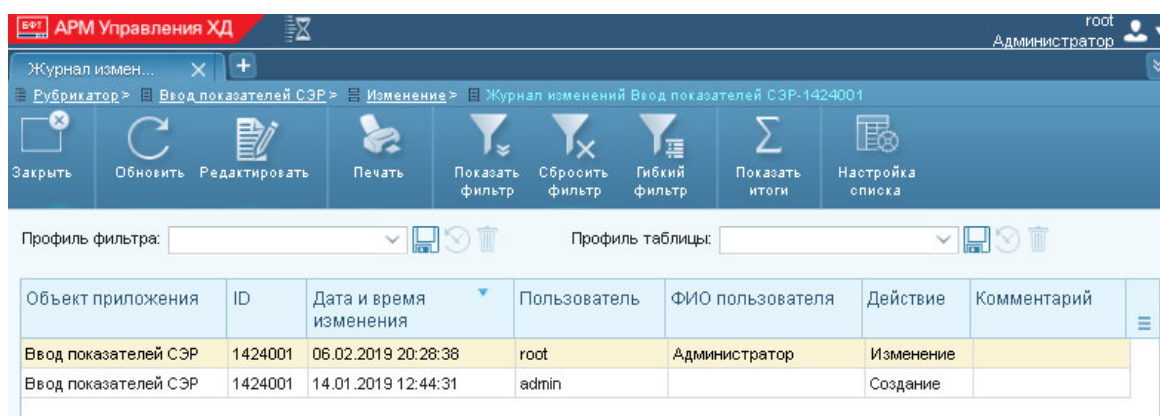 БФТ АРМ Управления ХД
root
Администратор
Журнал измен...
Рубрикатор> Ввод показателей СЭР> Изменение> Журнал изменений Ввод показателей СЭР-1424001
Закрыть Обновить Редактировать Печать Показать фильтр Сбросить фильтр Гибкий фильтр Показать итоги Настройка списка
Профиль фильтра: Профиль таблицы:
Объект приложения ID Дата и время изменения Пользователь ФИО пользователя Действие Комментарий
Ввод показателей СЭР 1424001 06.02.2019 20:28:38 root Администратор Изменение
Ввод показателей СЭР 1424001 14.01.2019 12:44:31 admin Создание